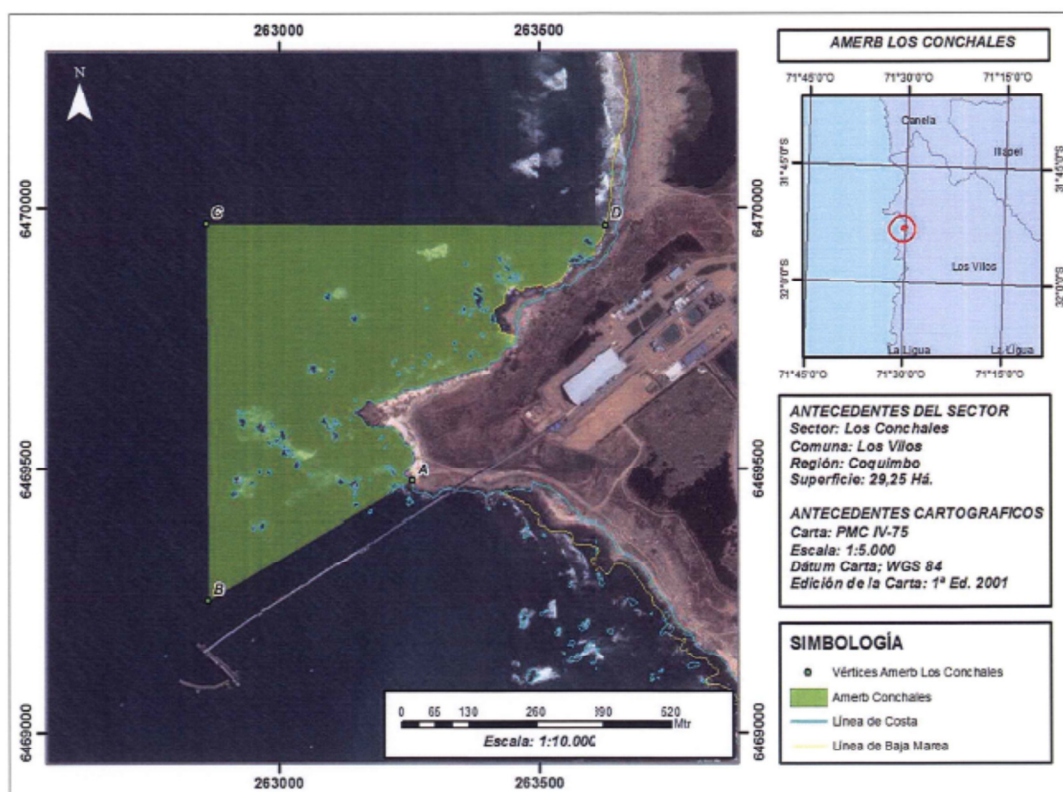 263000
263500
N
6470000
6470000
C
D
6469500
6469500
A
B
6469000
6469000
0 65 130 260 390 520
Mtr
Escala: 1:10.000
263000
263500
AMERB LOS CONCHALES
71°45'0"O
71°30'0"O
71°15'0"O
Canela
Illapel
31°45'0"S
31°45'0"S
Los Vilos
32°0'0"S
32°0'0"S
La Ligua
La Ligua
71°45'0"O
71°30'0"O
71°15'0"O
ANTECEDENTES DEL SECTOR
Sector: Los Conchales
Comuna: Los Vilos
Región: Coquimbo
Superficie: 29,25 Há.
ANTECEDENTES CARTOGRAFICOS
Carta: PMC IV-75
Escala: 1:5.000
Dátum Carta; WGS 84
Edición de la Carta: 1ª Ed. 2001
SIMBOLOGÍA
Vértices Amerb Los Conchales
Amerb Conchales
Línea de Costa
Línea de Baja Marea